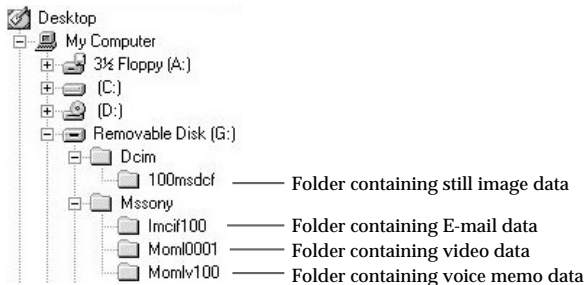 Desktop
My Computer
3½ Floppy (A:)
(C:)
(D:)
Removable Disk (G:)
Dcim
100msdcf Folder containing still image data
Mssony
Imcif100 Folder containing E-mail data
Moml0001 Folder containing video data
Momlv100 Folder containing voice memo data